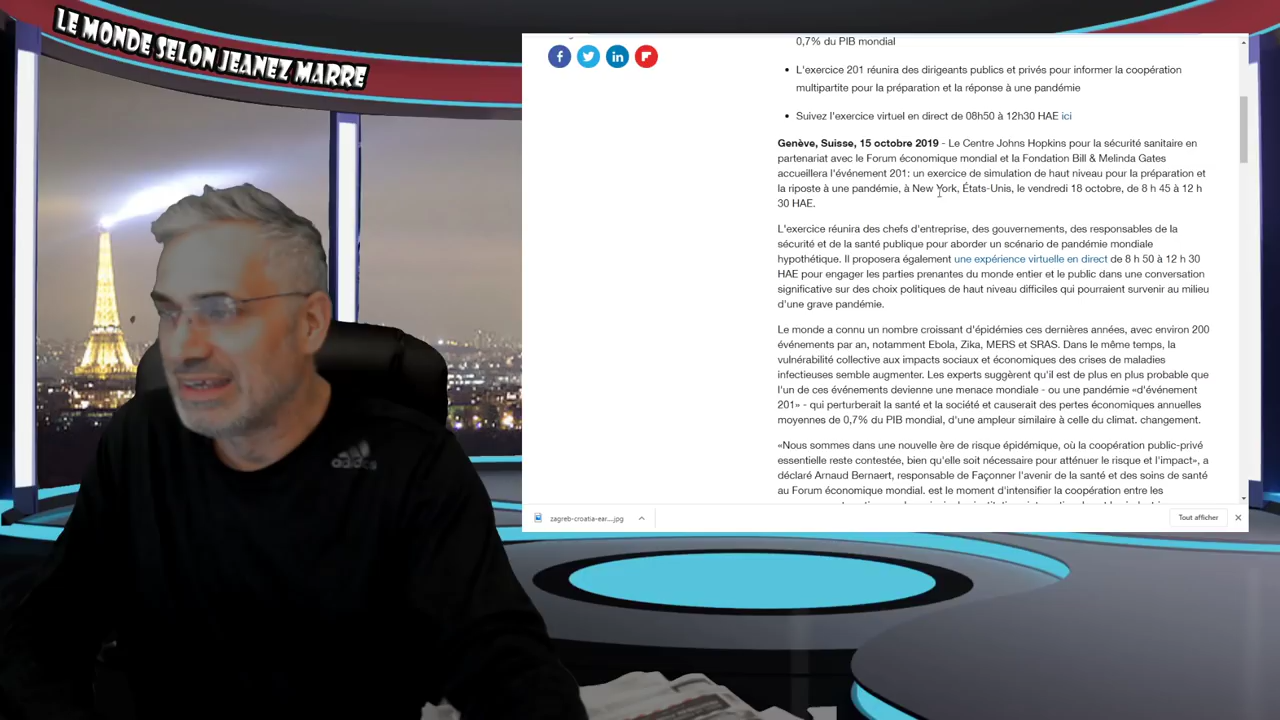 LE MONDE SELON JEANEZ MARRE
0,7% du PIB mondial
L'exercice 201 réunira des dirigeants publics et privés pour informer la coopération
multipartite pour la préparation et la réponse à une pandémie
Suivez l'exercice virtuel en direct de 08h50 à 12h30 HAE ici
Genève, Suisse, 15 octobre 2019 - Le Centre Johns Hopkins pour la sécurité sanitaire en
partenariat avec le Forum économique mondial et la Fondation Bill & Melinda Gates
accueillera l'événement 201: un exercice de simulation de haut niveau pour la préparation et
la riposte à une pandémie, à New York, États-Unis, le vendredi 18 octobre, de 8 h 45 à 12 h
30 HAE.
L'exercice réunira des chefs d'entreprise, des gouvernements, des responsables de la
sécurité et de la santé publique pour aborder un scénario de pandémie mondiale
hypothétique. Il proposera également une expérience virtuelle en direct de 8 h 50 à 12 h 30
HAE pour engager les parties prenantes du monde entier et le public dans une conversation
significative sur des choix politiques de haut niveau difficiles qui pourraient survenir au milieu
d'une grave pandémie.
Le monde a connu un nombre croissant d'épidémies ces dernières années, avec environ 200
événements par an, notamment Ebola, Zika, MERS et SRAS. Dans le même temps, la
vulnérabilité collective aux impacts sociaux et économiques des crises de maladies
infectieuses semble augmenter. Les experts suggèrent qu'il est de plus en plus probable que
l'un de ces événements devienne une menace mondiale - ou une pandémie «d'événement
201» - qui perturberait la santé et la société et causerait des pertes économiques annuelles
moyennes de 0,7% du PIB mondial, d'une ampleur similaire à celle du climat. changement.
«Nous sommes dans une nouvelle ère de risque épidémique, où la coopération public-privé
essentielle reste contestée, bien qu'elle soit nécessaire pour atténuer le risque et l'impact», a
déclaré Arnaud Bernaert, responsable de Façonner l'avenir de la santé et des soins de santé
au Forum économique mondial. est le moment d'intensifier la coopération entre les
zagreb-croatia-ear....jpg
Tout afficher
adidas